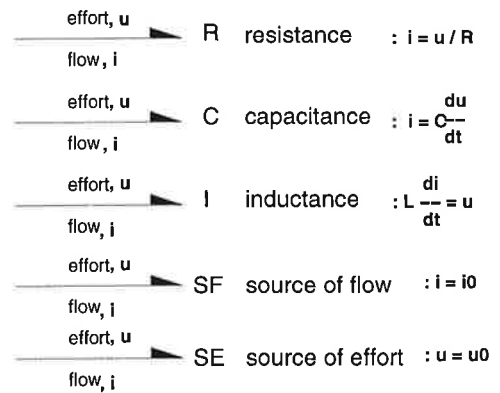 effort, u
R resistance : i = u / R
flow, i
effort, u
C capacitance : i = C du/dt
flow, i
effort, u
I inductance : L di/dt = u
flow, i
effort, u
SF source of flow : i = i0
flow, i
effort, u
SE source of effort : u = u0
flow, i